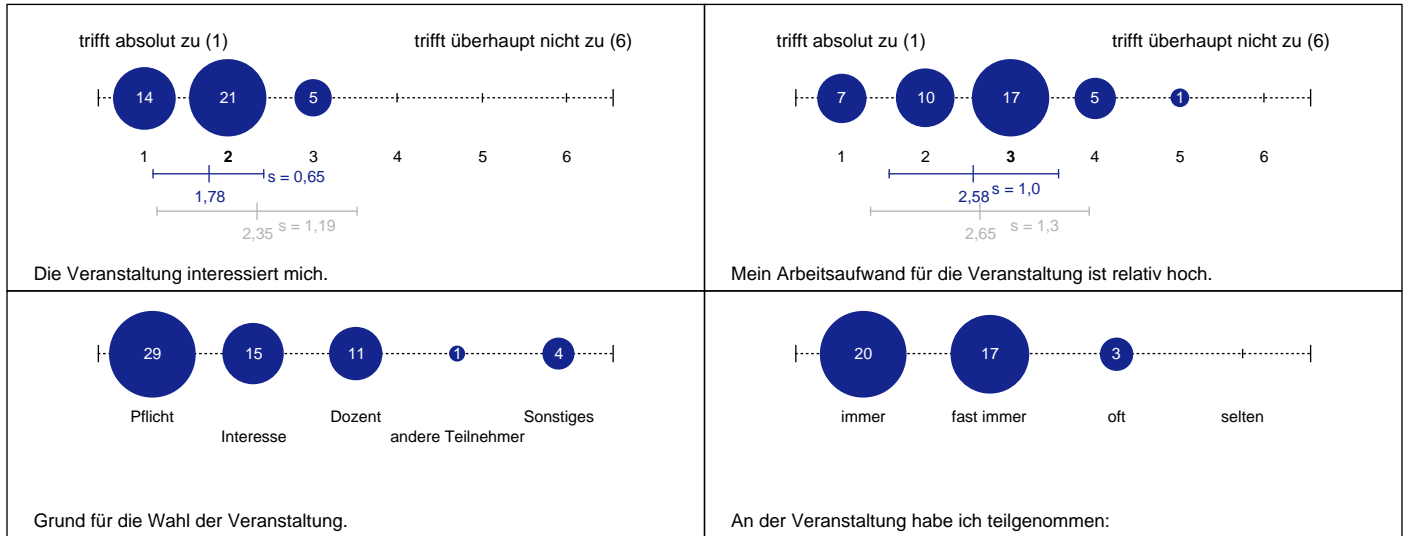 trifft absolut zu (1) trifft überhaupt nicht zu (6)
14 21 5
1 2 3 4 5 6
s = 0,65
1,78
s = 1,19
2,35
Die Veranstaltung interessiert mich.
trifft absolut zu (1) trifft überhaupt nicht zu (6)
7 10 17 5 1
1 2 3 4 5 6
s = 1,0
2,58
s = 1,3
2,65
Mein Arbeitsaufwand für die Veranstaltung ist relativ hoch.
29 15 11 1 4
Pflicht Dozent Sonstiges
Interesse andere Teilnehmer
Grund für die Wahl der Veranstaltung.
20 17 3
immer fast immer oft selten
An der Veranstaltung habe ich teilgenommen: